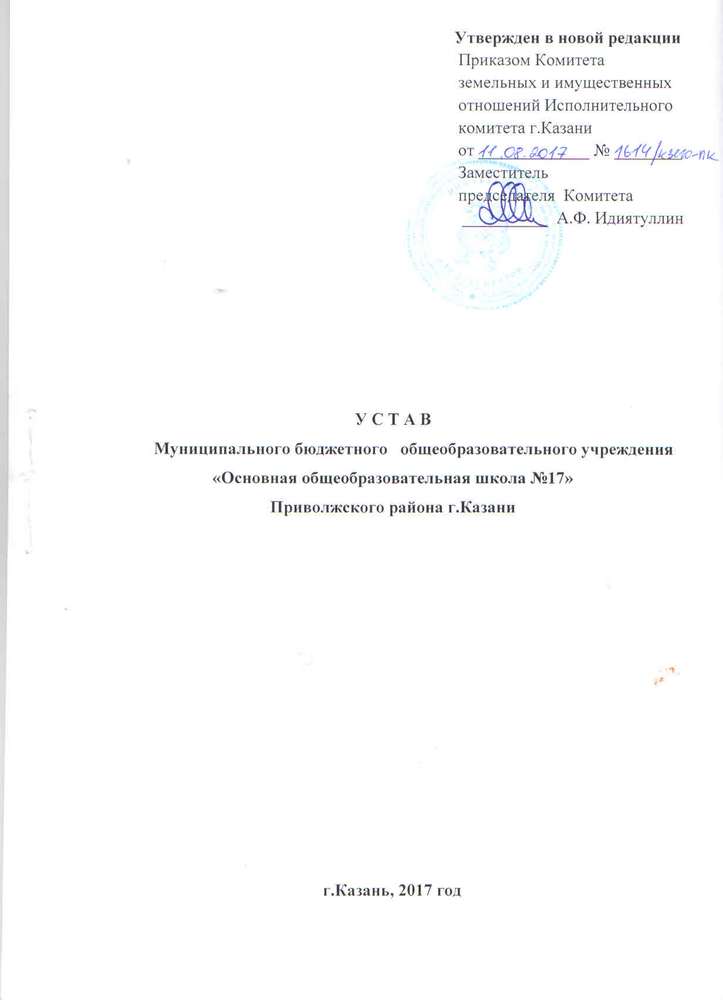 Утвержден в новой редакции
Приказом Комитета
земельных и имущественных
отношений Исполнительного
комитета г.Казани
от 11.08.2017 № 1614/кзио-пк
Заместитель
председателя Комитета
А.Ф. Идиятуллин
У С Т А В
Муниципального бюджетного общеобразовательного учреждения
«Основная общеобразовательная школа №17»
Приволжского района г.Казани
г.Казань, 2017 год